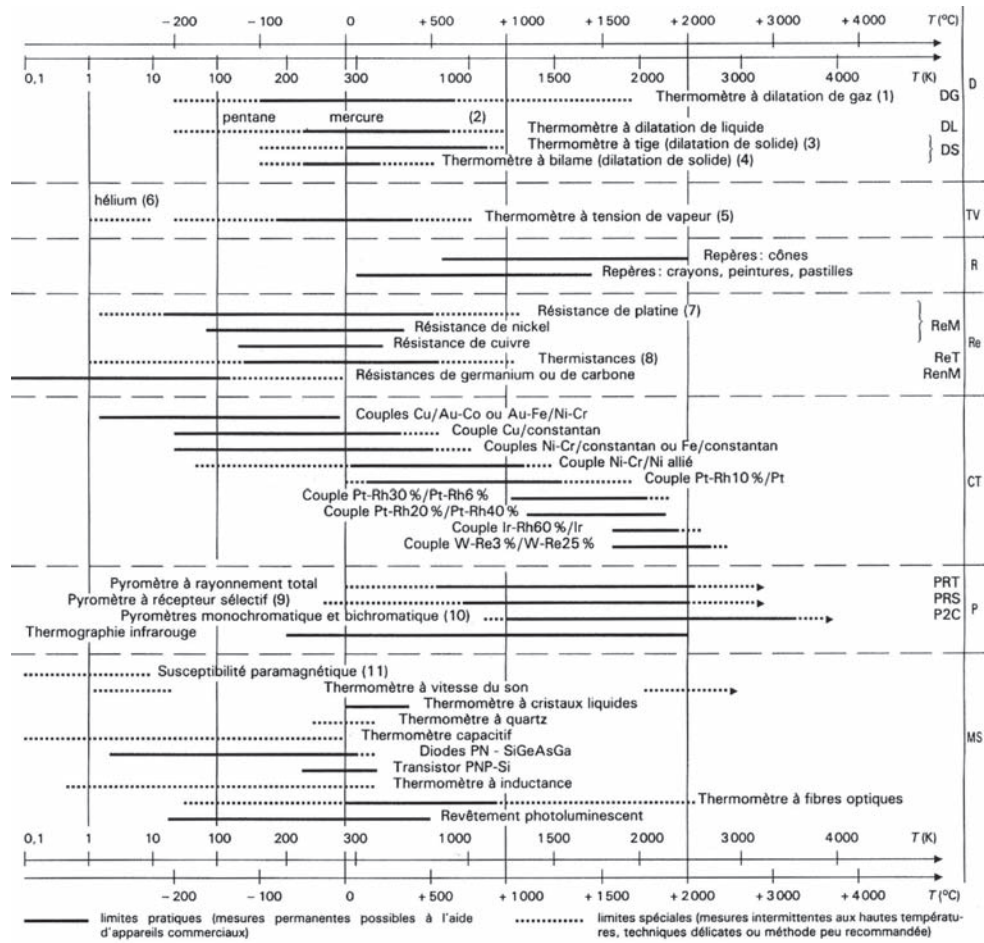 −200 −100 0 +500 +1000 +1500 +2000 +3000 +4000 T(°C)
0,1 1 10 100 200 300 1000 1500 2000 3000 4000 T(K)
D
Thermomètre à dilatation de gaz (1) DG
pentane mercure (2)
Thermomètre à dilatation de liquide DL
Thermomètre à tige (dilatation de solide) (3)
DS
Thermomètre à bilame (dilatation de solide) (4)
hélium (6)
Thermomètre à tension de vapeur (5) TV
Repères: cônes
R
Repères: crayons, peintures, pastilles
Résistance de platine (7)
ReM
Résistance de nickel
Re
Résistance de cuivre
Thermistances (8) ReT
Résistances de germanium ou de carbone RenM
Couples Cu/Au-Co ou Au-Fe/Ni-Cr
Couple Cu/constantan
Couples Ni-Cr/constantan ou Fe/constantan
Couple Ni-Cr/Ni allié
Couple Pt-Rh10 %/Pt
CT
Couple Pt-Rh30 %/Pt-Rh6 %
Couple Pt-Rh20 %/Pt-Rh40 %
Couple Ir-Rh60 %/Ir
Couple W-Re3 %/W-Re25 %
Pyromètre à rayonnement total PRT
Pyromètre à récepteur sélectif (9) PRS
P
Pyromètres monochromatique et bichromatique (10) P2C
Thermographie infrarouge
Susceptibilité paramagnétique (11)
Thermomètre à vitesse du son
Thermomètre à cristaux liquides
Thermomètre à quartz
Thermomètre capacitif
MS
Diodes PN - SiGeAsGa
Transistor PNP-Si
Thermomètre à inductance
Thermomètre à fibres optiques
Revêtement photoluminescent
0,1 1 10 100 200 300 1000 1500 2000 3000 4000 T(K)
−200 −100 0 +500 +1000 +1500 +2000 +3000 +4000 T(°C)
limites pratiques (mesures permanentes possibles à l'aide
d'appareils commerciaux)
limites spéciales (mesures intermittentes aux hautes températu-
res, techniques délicates ou méthode peu recommandée)